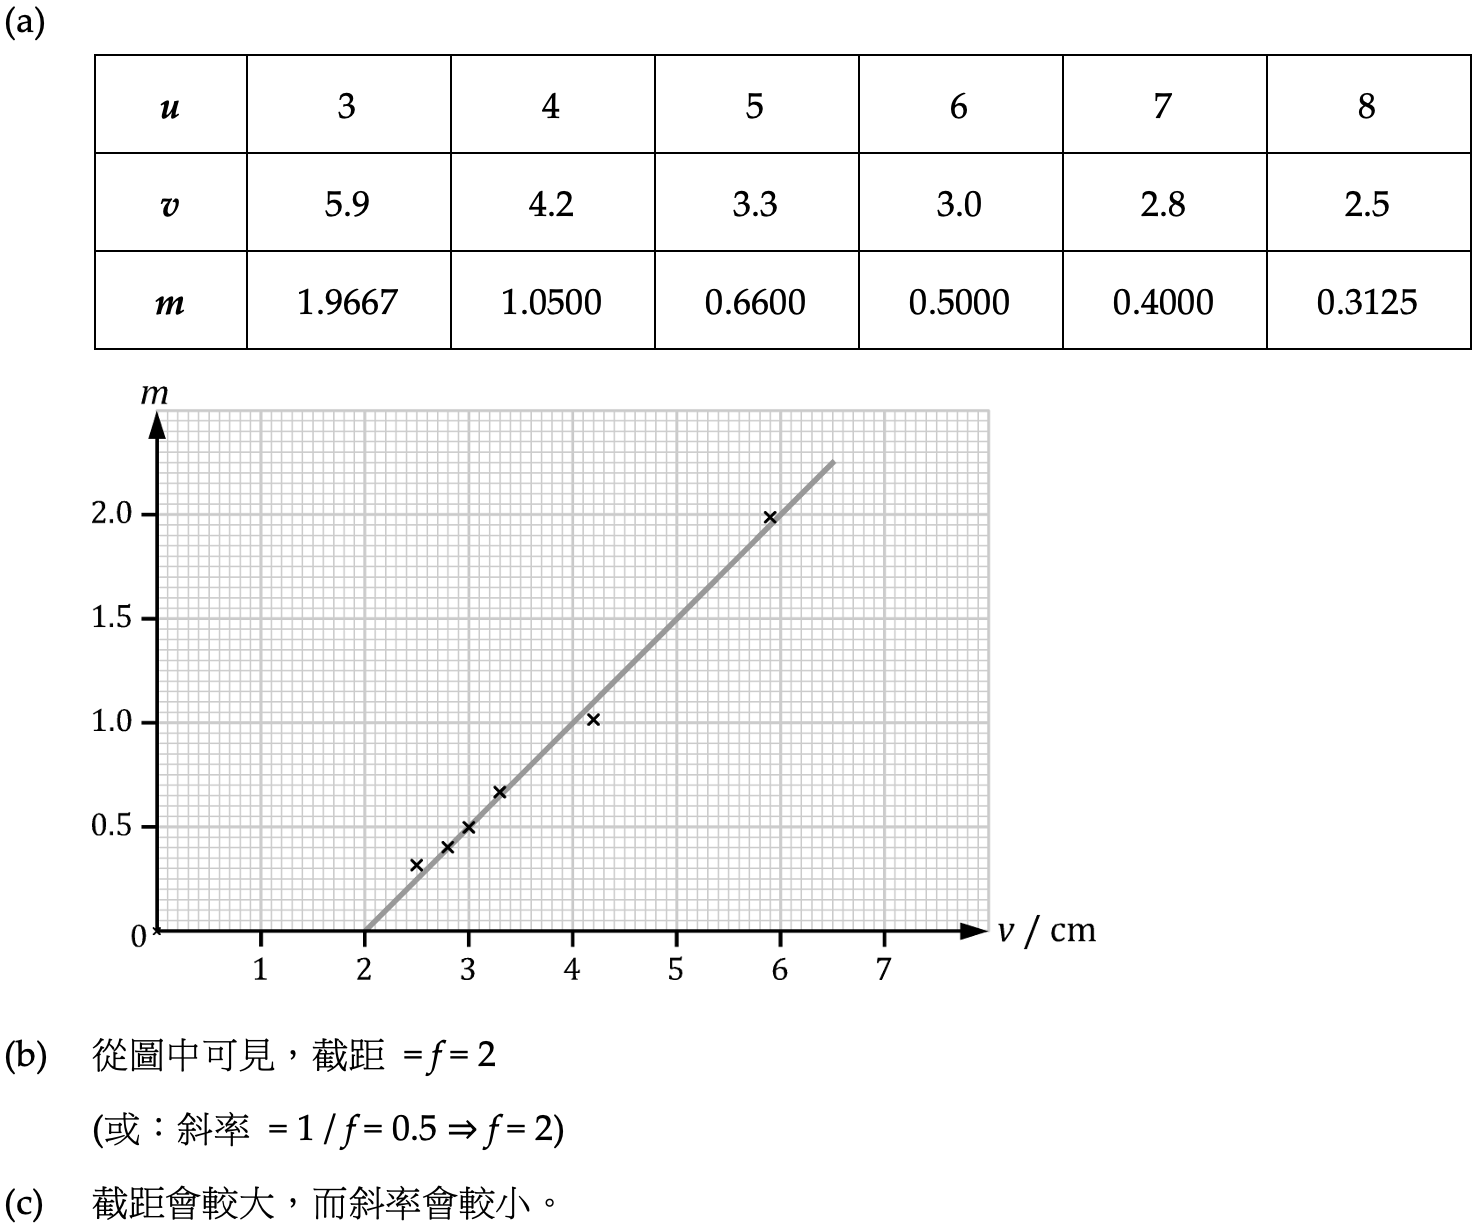 (a)
u 3 4 5 6 7 8
v 5.9 4.2 3.3 3.0 2.8 2.5
m 1.9667 1.0500 0.6600 0.5000 0.4000 0.3125
m
2.0
1.5
1.0
0.5
0
v / cm
1 2 3 4 5 6 7
(b) 從圖中可見，截距 = f = 2
(或：斜率 = 1 / f = 0.5 ⇒ f = 2)
(c) 截距會較大，而斜率會較小。